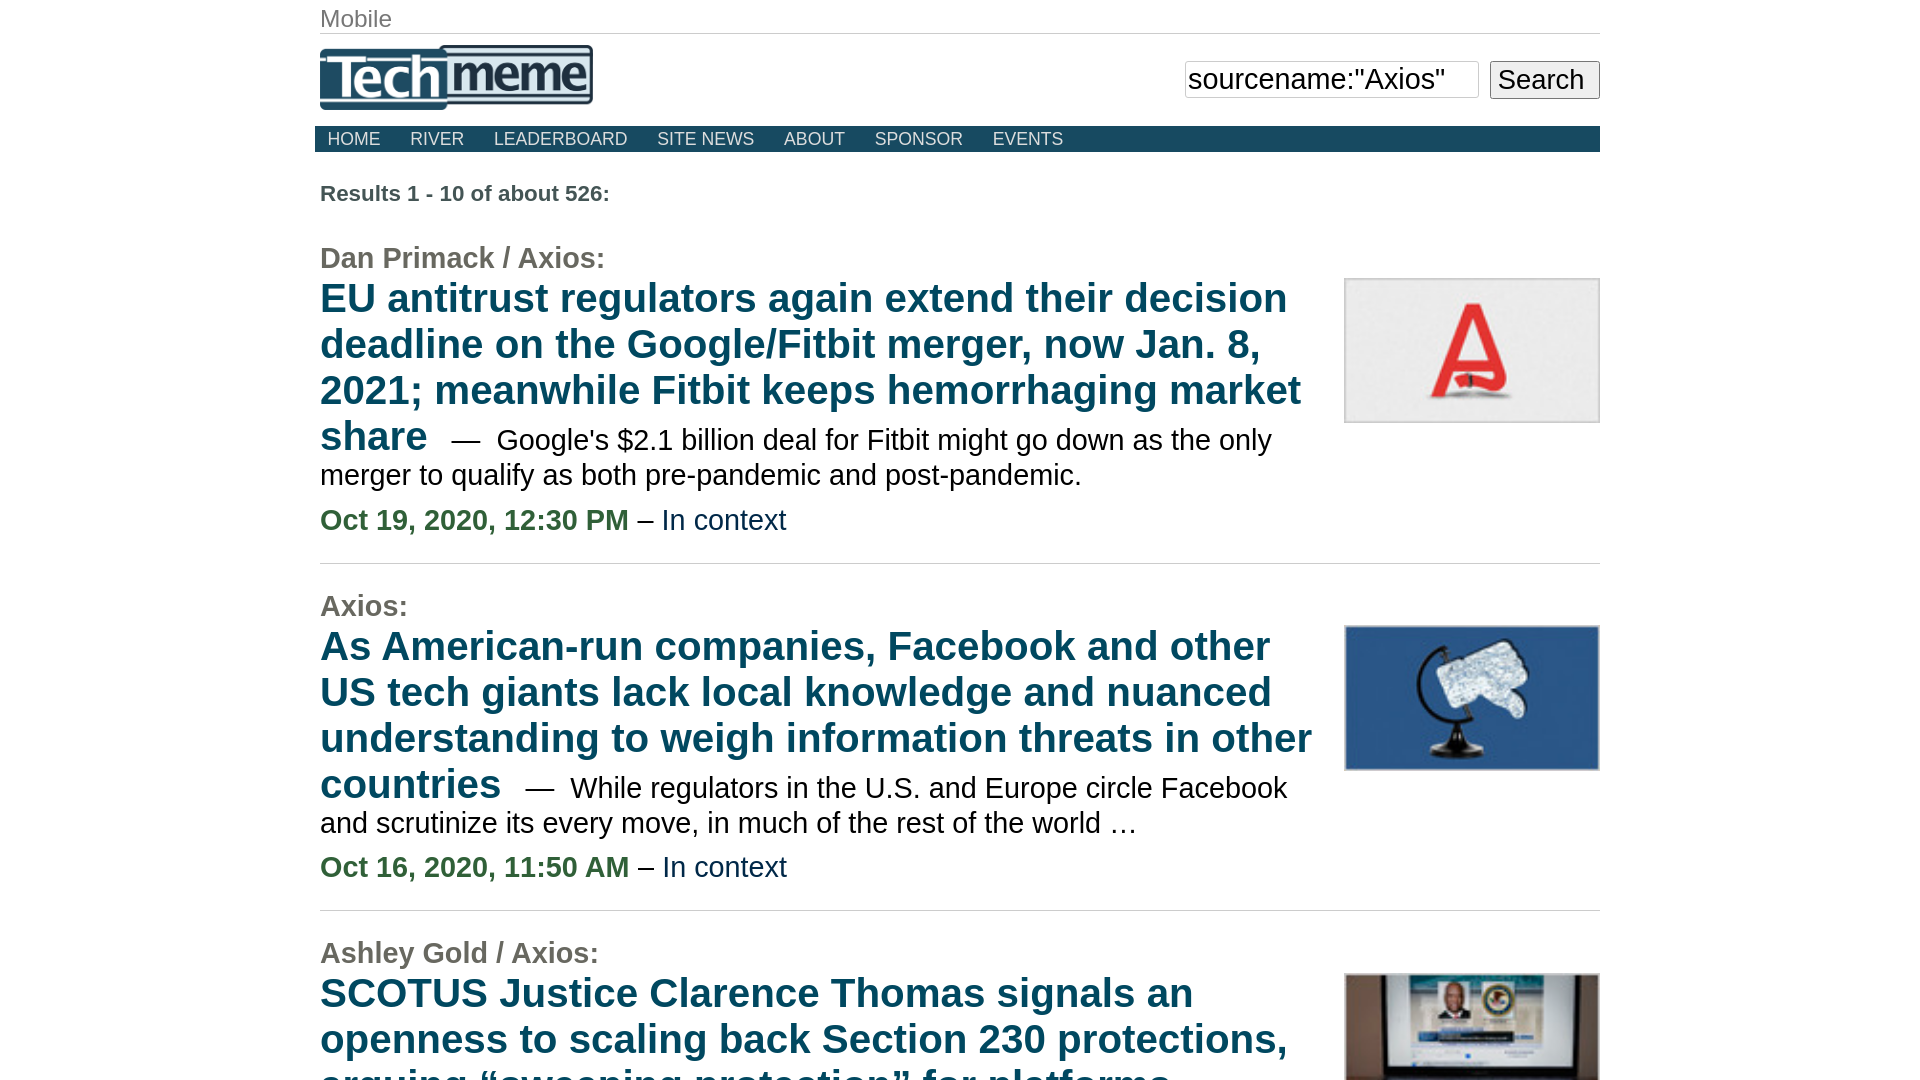 Mobile
Techmeme
sourcename:"Axios"
Search
HOME RIVER LEADERBOARD SITE NEWS ABOUT SPONSOR EVENTS
Results 1 - 10 of about 526:
Dan Primack / Axios:
EU antitrust regulators again extend their decision
deadline on the Google/Fitbit merger, now Jan. 8,
2021; meanwhile Fitbit keeps hemorrhaging market
share — Google's $2.1 billion deal for Fitbit might go down as the only
merger to qualify as both pre-pandemic and post-pandemic.
Oct 19, 2020, 12:30 PM – In context
Axios:
As American-run companies, Facebook and other
US tech giants lack local knowledge and nuanced
understanding to weigh information threats in other
countries — While regulators in the U.S. and Europe circle Facebook
and scrutinize its every move, in much of the rest of the world …
Oct 16, 2020, 11:50 AM – In context
Ashley Gold / Axios:
SCOTUS Justice Clarence Thomas signals an
openness to scaling back Section 230 protections,
arguing “sweeping protection” for platforms